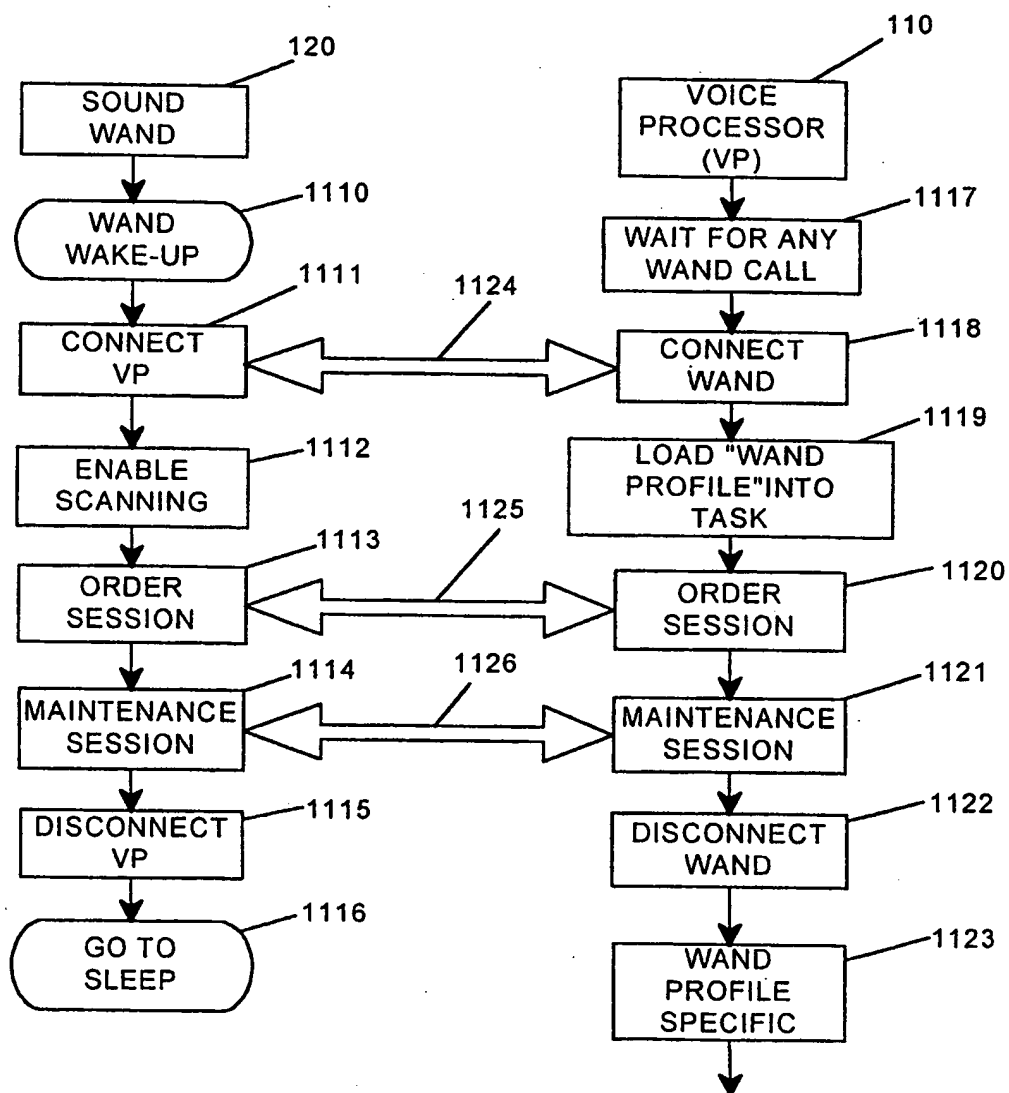 120
SOUND
WAND
1110
WAND
WAKE-UP
1111
CONNECT
VP
1112
ENABLE
SCANNING
1113
ORDER
SESSION
1114
MAINTENANCE
SESSION
1115
DISCONNECT
VP
1116
GO TO
SLEEP
1124
1125
1126
110
VOICE
PROCESSOR
(VP)
1117
WAIT FOR ANY
WAND CALL
1118
CONNECT
WAND
1119
LOAD "WAND
PROFILE"INTO
TASK
1120
ORDER
SESSION
1121
MAINTENANCE
SESSION
1122
DISCONNECT
WAND
1123
WAND
PROFILE
SPECIFIC